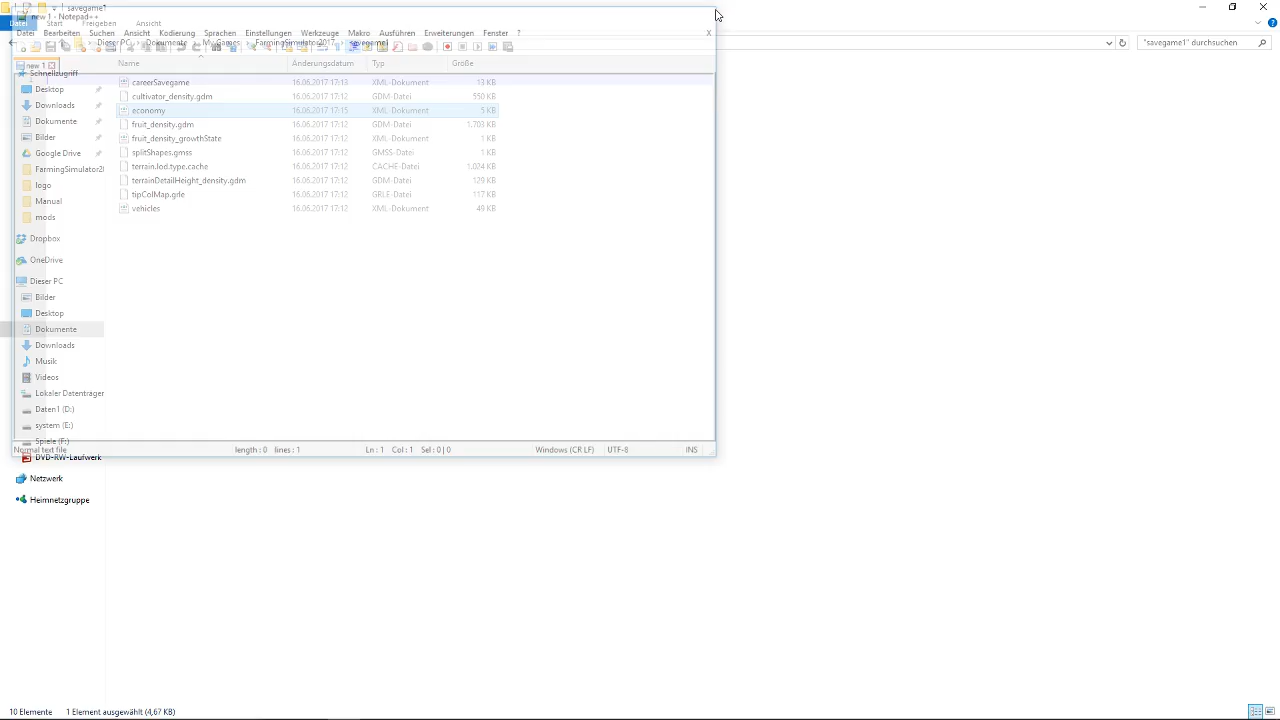 savegame1
new 1 - Notepad++
Datei Start Freigeben Ansicht
Datei Bearbeiten Suchen Ansicht Kodierung Sprachen Einstellungen Werkzeuge Makro Ausführen Erweiterungen Fenster ? X
Dieser PC Dokumente My Games FarmingSimulator2017 savegame1
"savegame1" durchsuchen
new 1
Name Änderungsdatum Typ Größe
careerSavegame 16.06.2017 17:13 XML-Dokument 13 KB
cultivator_density.gdm 16.06.2017 17:12 GDM-Datei 550 KB
economy 16.06.2017 17:15 XML-Dokument 5 KB
fruit_density.gdm 16.06.2017 17:12 GDM-Datei 1.703 KB
fruit_density_growthState 16.06.2017 17:12 XML-Dokument 1 KB
splitShapes.gmss 16.06.2017 17:12 GMSS-Datei 1 KB
terrain.lod.type.cache 16.06.2017 17:12 CACHE-Datei 1.024 KB
terrainDetailHeight_density.gdm 16.06.2017 17:12 GDM-Datei 129 KB
tipColMap.grle 16.06.2017 17:12 GRLE-Datei 117 KB
vehicles 16.06.2017 17:12 XML-Dokument 49 KB
Schnellzugriff
Desktop
Downloads
Dokumente
Bilder
Google Drive
FarmingSimulator20
logo
Manual
mods
Dropbox
OneDrive
Dieser PC
Bilder
Desktop
Dokumente
Downloads
Musik
Videos
Lokaler Datenträger
Daten1 (D:)
system (E:)
Spiele (F:)
DVD-RW-Laufwerk
Netzwerk
Heimnetzgruppe
Normal text file length : 0 lines : 1 Ln : 1 Col : 1 Sel : 0 | 0 Windows (CR LF) UTF-8 INS
10 Elemente 1 Element ausgewählt (4,67 KB)